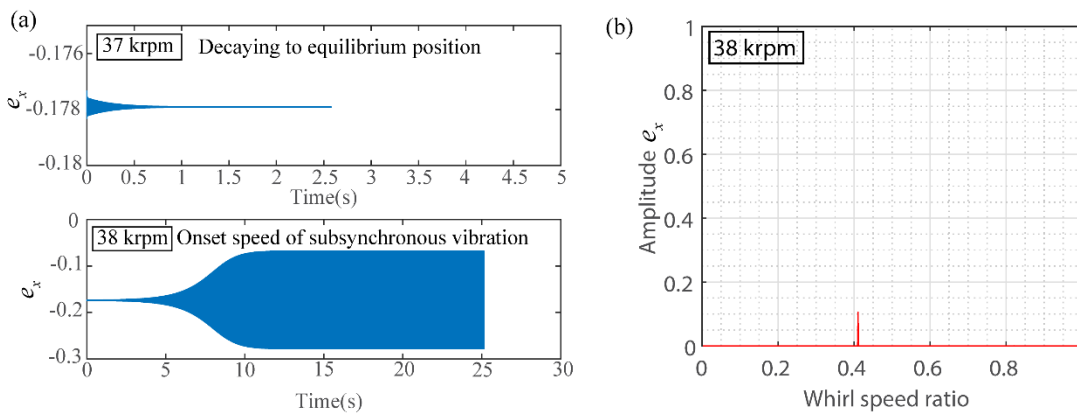 (a)
-0.176
37 krpm Decaying to equilibrium position
e_x
-0.178
-0.18
0 0.5 1 1.5 2 2.5 3 3.5 4 4.5 5
Time(s)
0
38 krpm Onset speed of subsynchronous vibration
-0.1
e_x
-0.2
-0.3
0 5 10 15 20 25 30
Time(s)
(b)
1
38 krpm
0.8
0.6
Amplitude e_x
0.4
0.2
0
0 0.2 0.4 0.6 0.8
Whirl speed ratio